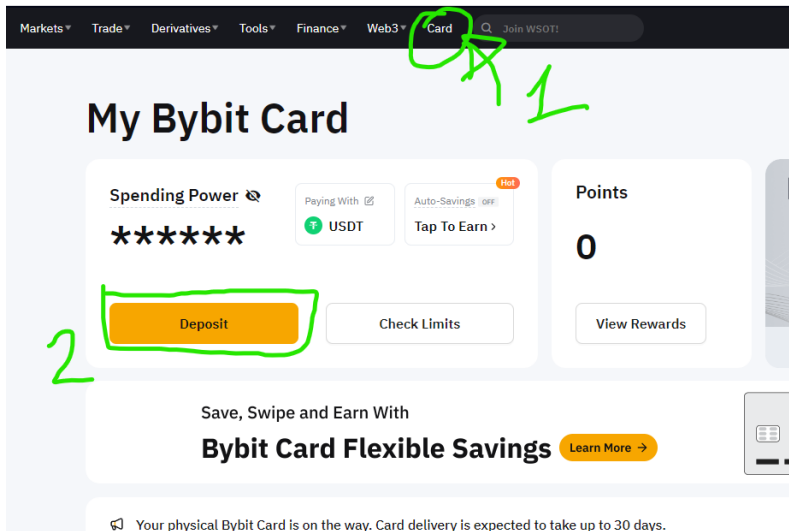 Markets Trade Derivatives Tools Finance Web3 Card Join WSOT!
1
My Bybit Card
Spending Power
******
Paying With
USDT
Hot
Auto-Savings OFF
Tap To Earn >
Points
0
Deposit
Check Limits
View Rewards
2
Save, Swipe and Earn With
Bybit Card Flexible Savings
Learn More →
Your physical Bybit Card is on the way. Card delivery is expected to take up to 30 days.